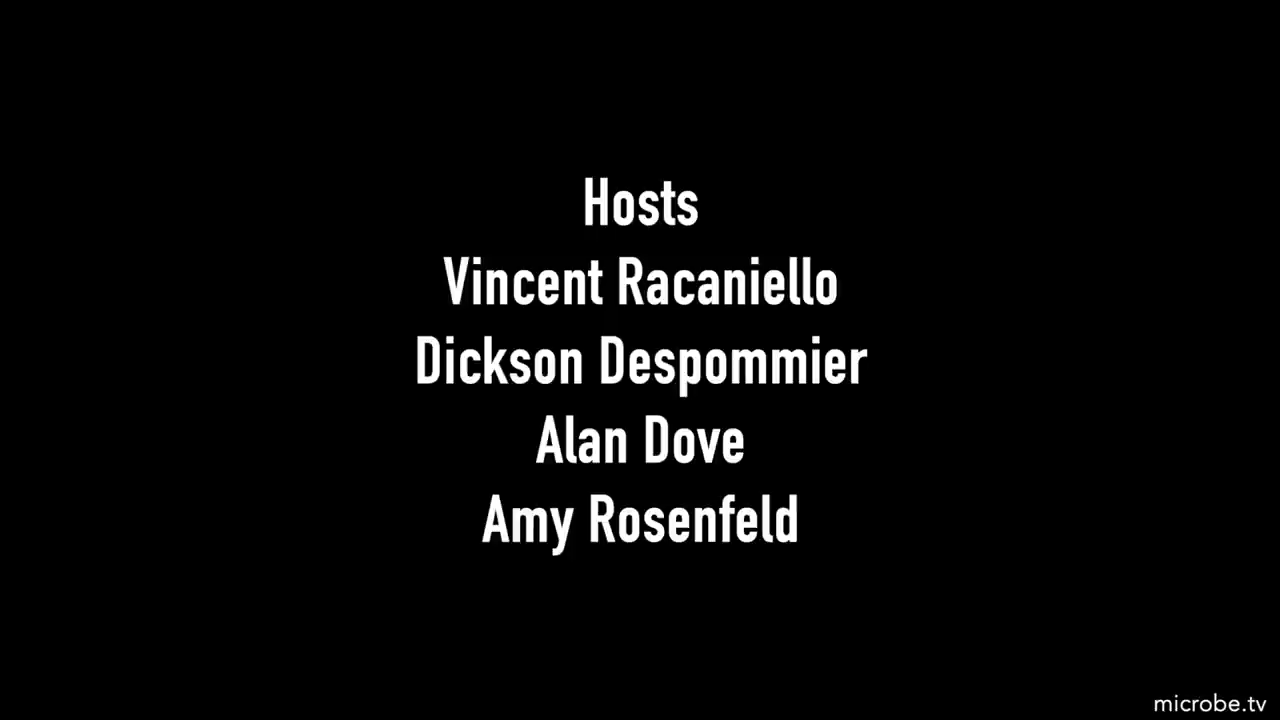 Hosts
Vincent Racaniello
Dickson Despommier
Alan Dove
Amy Rosenfeld
microbe.tv